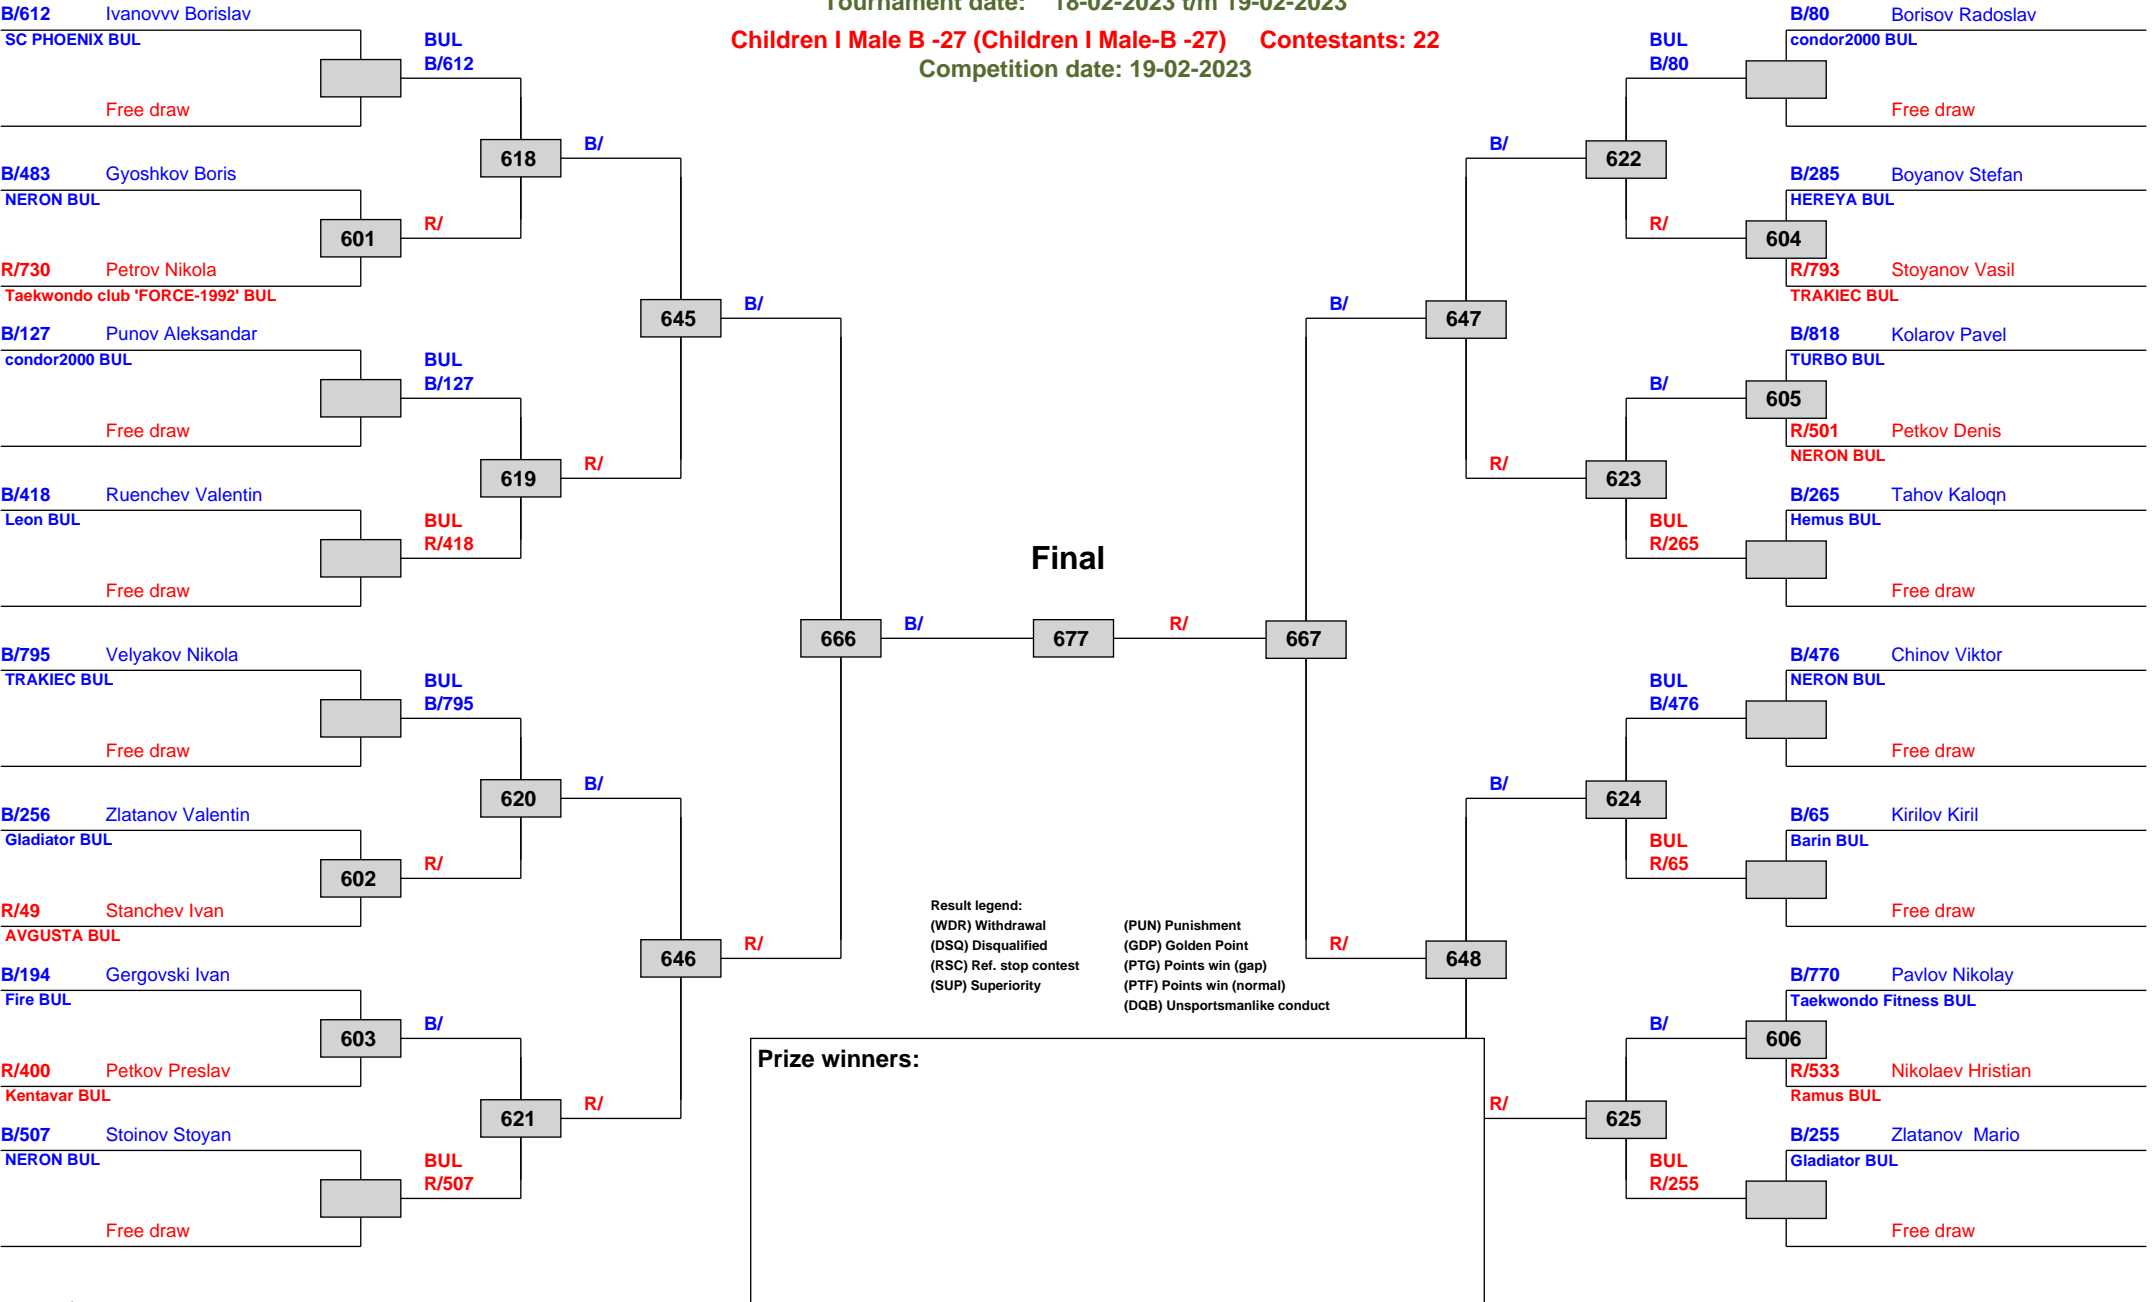 Tournament date: 18-02-2023 t/m 19-02-2023
Children I Male B -27 (Children I Male-B -27) Contestants: 22
Competition date: 19-02-2023
B/612 Ivanovvv Borislav
SC PHOENIX BUL
BUL
B/612
Free draw
618
B/
B/483 Gyoshkov Boris
NERON BUL
601
R/
R/730 Petrov Nikola
Taekwondo club 'FORCE-1992' BUL
645
B/
B/127 Punov Aleksandar
condor2000 BUL
BUL
B/127
Free draw
619
R/
B/418 Ruenchev Valentin
Leon BUL
BUL
R/418
Free draw
666
B/
B/795 Velyakov Nikola
TRAKIEC BUL
BUL
B/795
Free draw
620
B/
B/256 Zlatanov Valentin
Gladiator BUL
602
R/
R/49 Stanchev Ivan
AVGUSTA BUL
646
R/
B/194 Gergovski Ivan
Fire BUL
603
B/
R/400 Petkov Preslav
Kentavar BUL
621
R/
B/507 Stoinov Stoyan
NERON BUL
BUL
R/507
Free draw
Final
677
R/
667
B/80 Borisov Radoslav
condor2000 BUL
BUL
B/80
Free draw
B/
622
B/285 Boyanov Stefan
HEREYA BUL
R/
604
R/793 Stoyanov Vasil
TRAKIEC BUL
B/
647
B/818 Kolarov Pavel
TURBO BUL
B/
605
R/501 Petkov Denis
NERON BUL
R/
623
B/265 Tahov Kaloqn
Hemus BUL
BUL
R/265
Free draw
B/476 Chinov Viktor
NERON BUL
BUL
B/476
Free draw
B/
624
B/65 Kirilov Kiril
Barin BUL
BUL
R/65
Free draw
R/
648
B/770 Pavlov Nikolay
Taekwondo Fitness BUL
B/
606
R/533 Nikolaev Hristian
Ramus BUL
R/
625
B/255 Zlatanov Mario
Gladiator BUL
BUL
R/255
Free draw
Result legend:
(WDR) Withdrawal (PUN) Punishment
(DSQ) Disqualified (GDP) Golden Point
(RSC) Ref. stop contest (PTG) Points win (gap)
(SUP) Superiority (PTF) Points win (normal)
(DQB) Unsportsmanlike conduct
Prize winners: